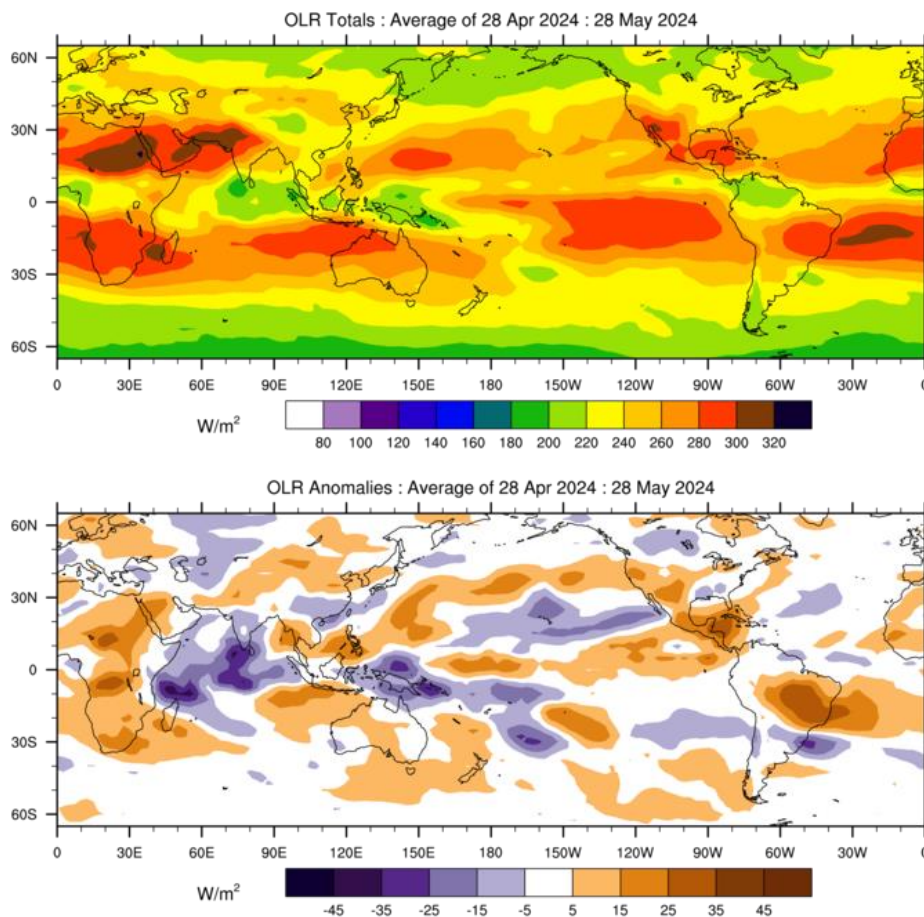 OLR Totals : Average of 28 Apr 2024 : 28 May 2024
60N
30N
0
30S
60S
0 30E 60E 90E 120E 150E 180 150W 120W 90W 60W 30W 0
W/m²
80 100 120 140 160 180 200 220 240 260 280 300 320
OLR Anomalies : Average of 28 Apr 2024 : 28 May 2024
60N
30N
0
30S
60S
0 30E 60E 90E 120E 150E 180 150W 120W 90W 60W 30W 0
W/m²
-45 -35 -25 -15 -5 5 15 25 35 45